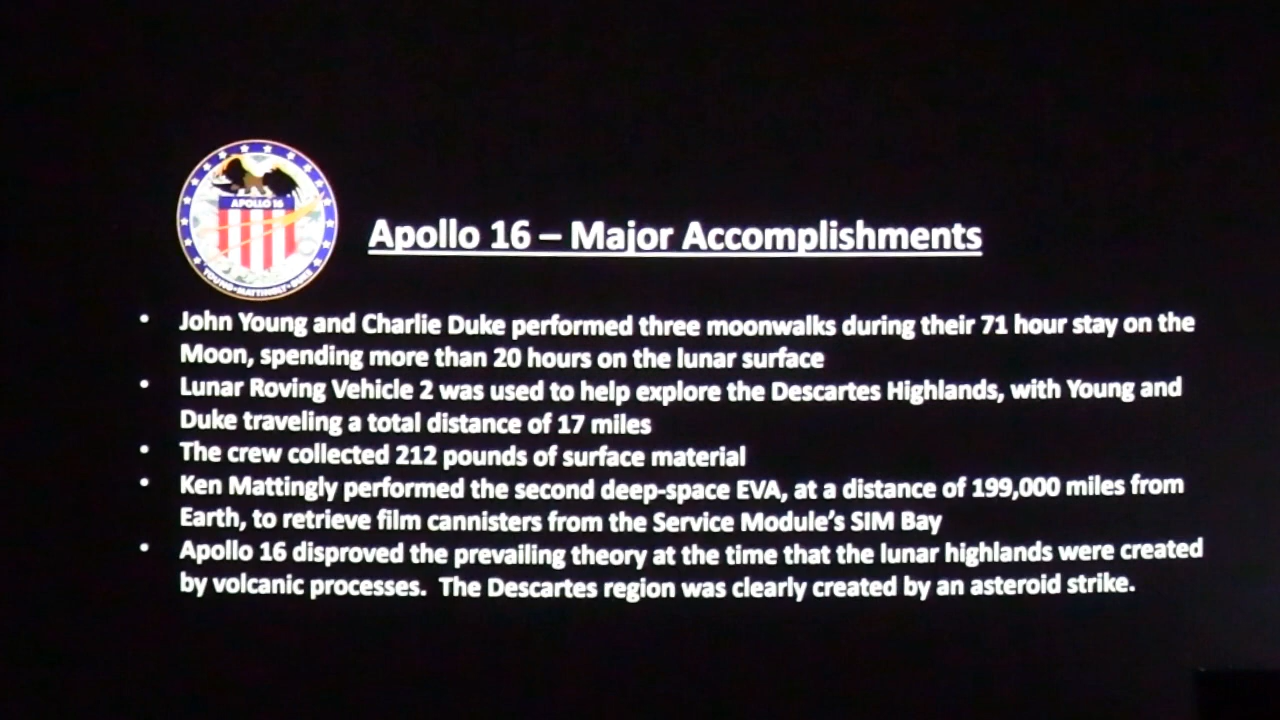 APOLLO 16
YOUNG • MATTINGLY • DUKE
Apollo 16 – Major Accomplishments
• John Young and Charlie Duke performed three moonwalks during their 71 hour stay on the
Moon, spending more than 20 hours on the lunar surface
• Lunar Roving Vehicle 2 was used to help explore the Descartes Highlands, with Young and
Duke traveling a total distance of 17 miles
• The crew collected 212 pounds of surface material
• Ken Mattingly performed the second deep-space EVA, at a distance of 199,000 miles from
Earth, to retrieve film cannisters from the Service Module’s SIM Bay
• Apollo 16 disproved the prevailing theory at the time that the lunar highlands were created
by volcanic processes.  The Descartes region was clearly created by an asteroid strike.